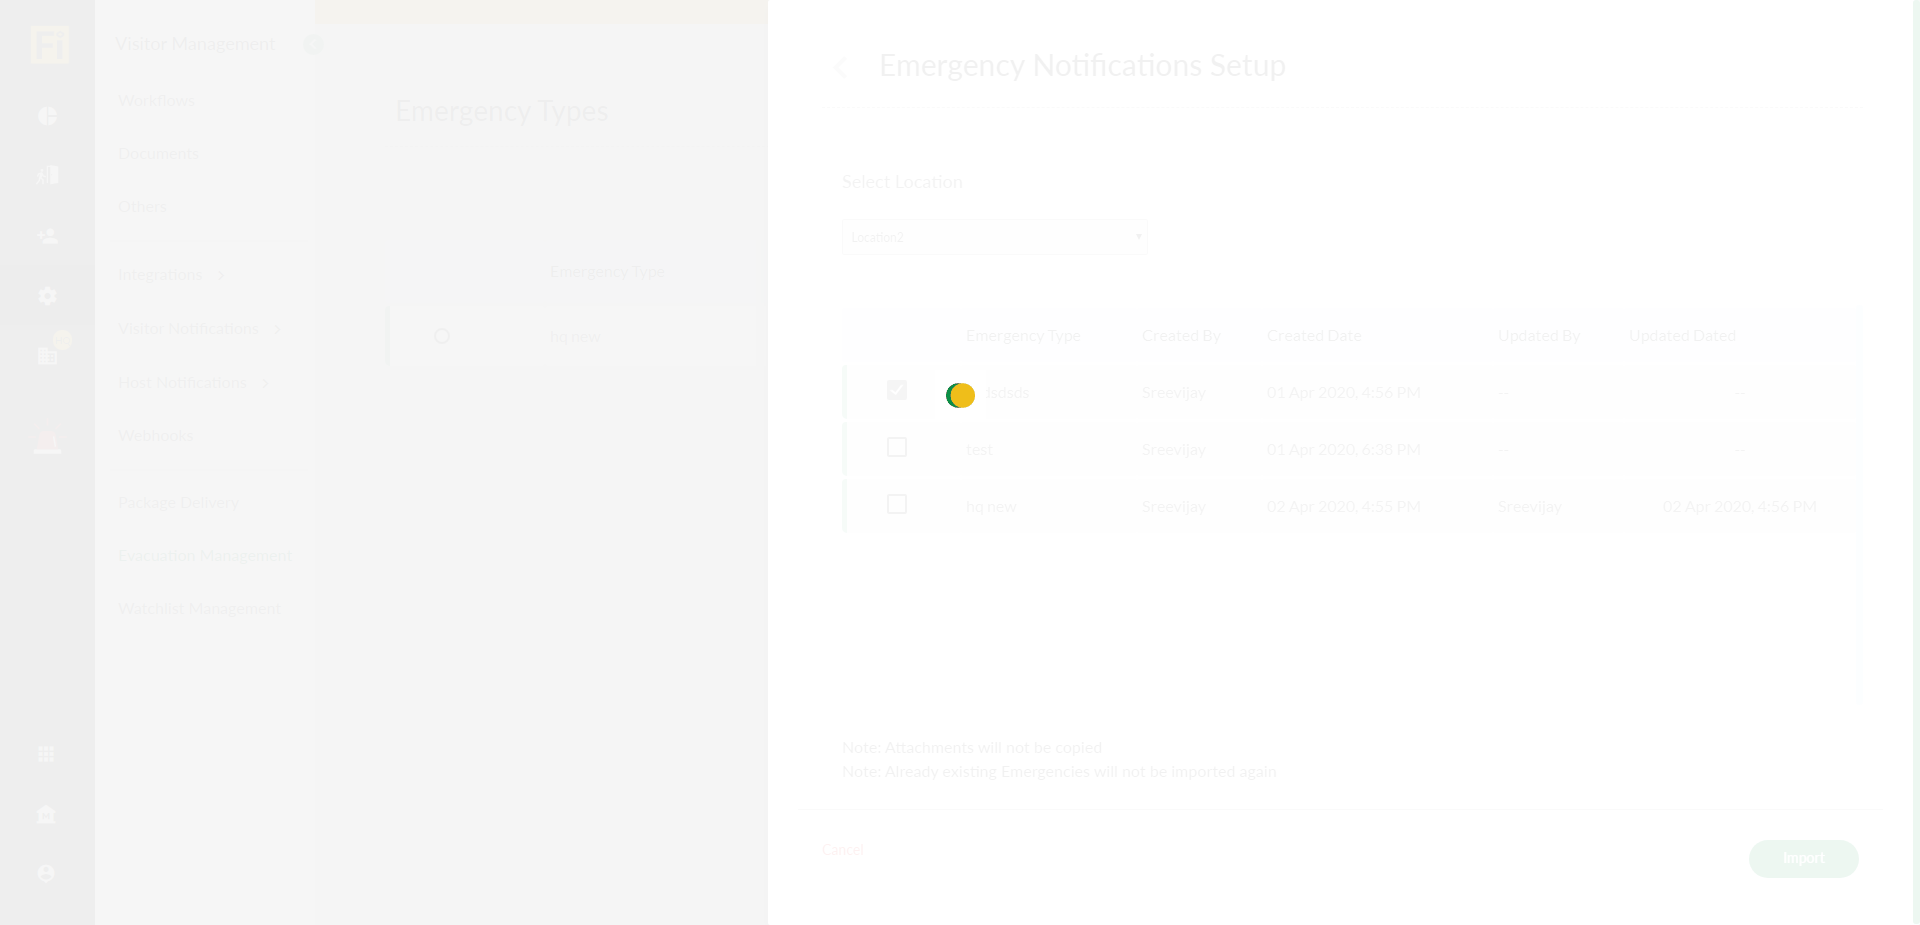 Fi
Visitor Management
Workflows
Documents
Others
Integrations
Visitor Notifications
Host Notifications
Webhooks
Package Delivery
Evacuation Management
Watchlist Management
Emergency Types
Emergency Type
hq new
Emergency Notifications Setup
Select Location
Location2
Emergency Type Created By Created Date Updated By Updated Dated
Sreevijay 01 Apr 2020, 4:56 PM -- --
test Sreevijay 01 Apr 2020, 6:38 PM -- --
hq new Sreevijay 02 Apr 2020, 4:55 PM Sreevijay 02 Apr 2020, 4:56 PM
Note: Attachments will not be copied
Note: Already existing Emergencies will not be imported again
Cancel
Import